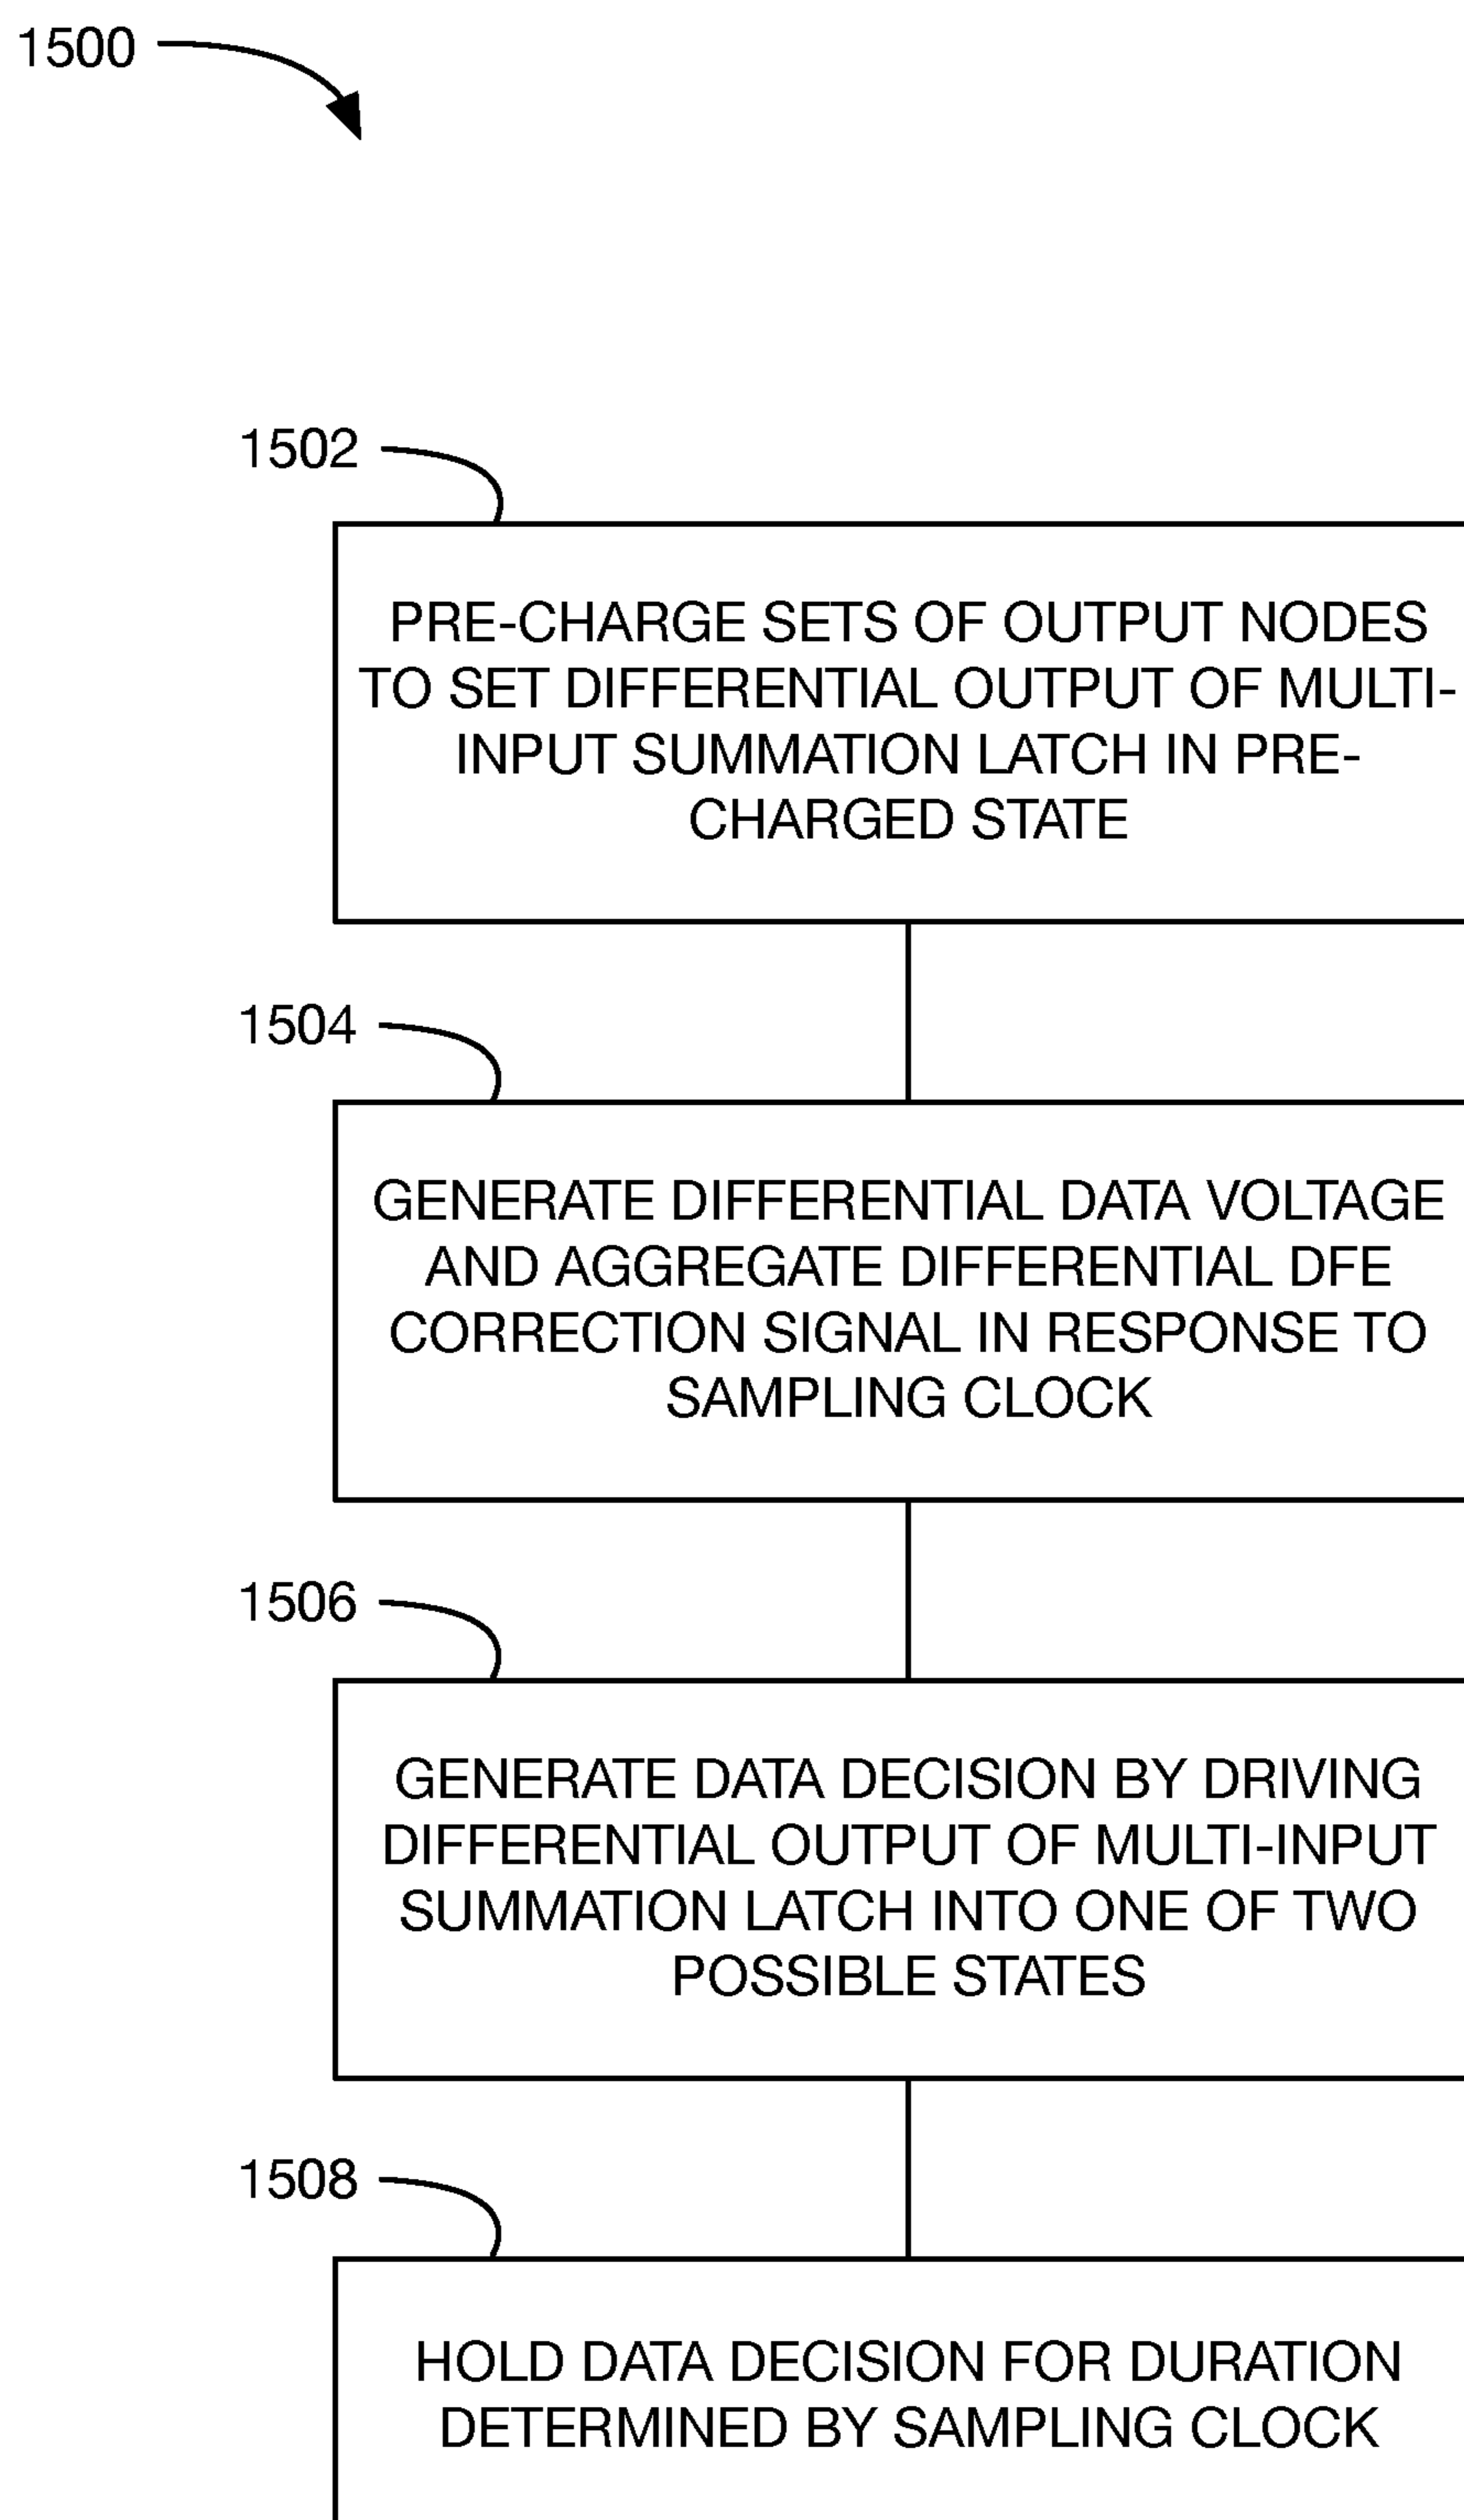 1500
1502
PRE-CHARGE SETS OF OUTPUT NODES
TO SET DIFFERENTIAL OUTPUT OF MULTI-
INPUT SUMMATION LATCH IN PRE-
CHARGED STATE
1504
GENERATE DIFFERENTIAL DATA VOLTAGE
AND AGGREGATE DIFFERENTIAL DFE
CORRECTION SIGNAL IN RESPONSE TO
SAMPLING CLOCK
1506
GENERATE DATA DECISION BY DRIVING
DIFFERENTIAL OUTPUT OF MULTI-INPUT
SUMMATION LATCH INTO ONE OF TWO
POSSIBLE STATES
1508
HOLD DATA DECISION FOR DURATION
DETERMINED BY SAMPLING CLOCK